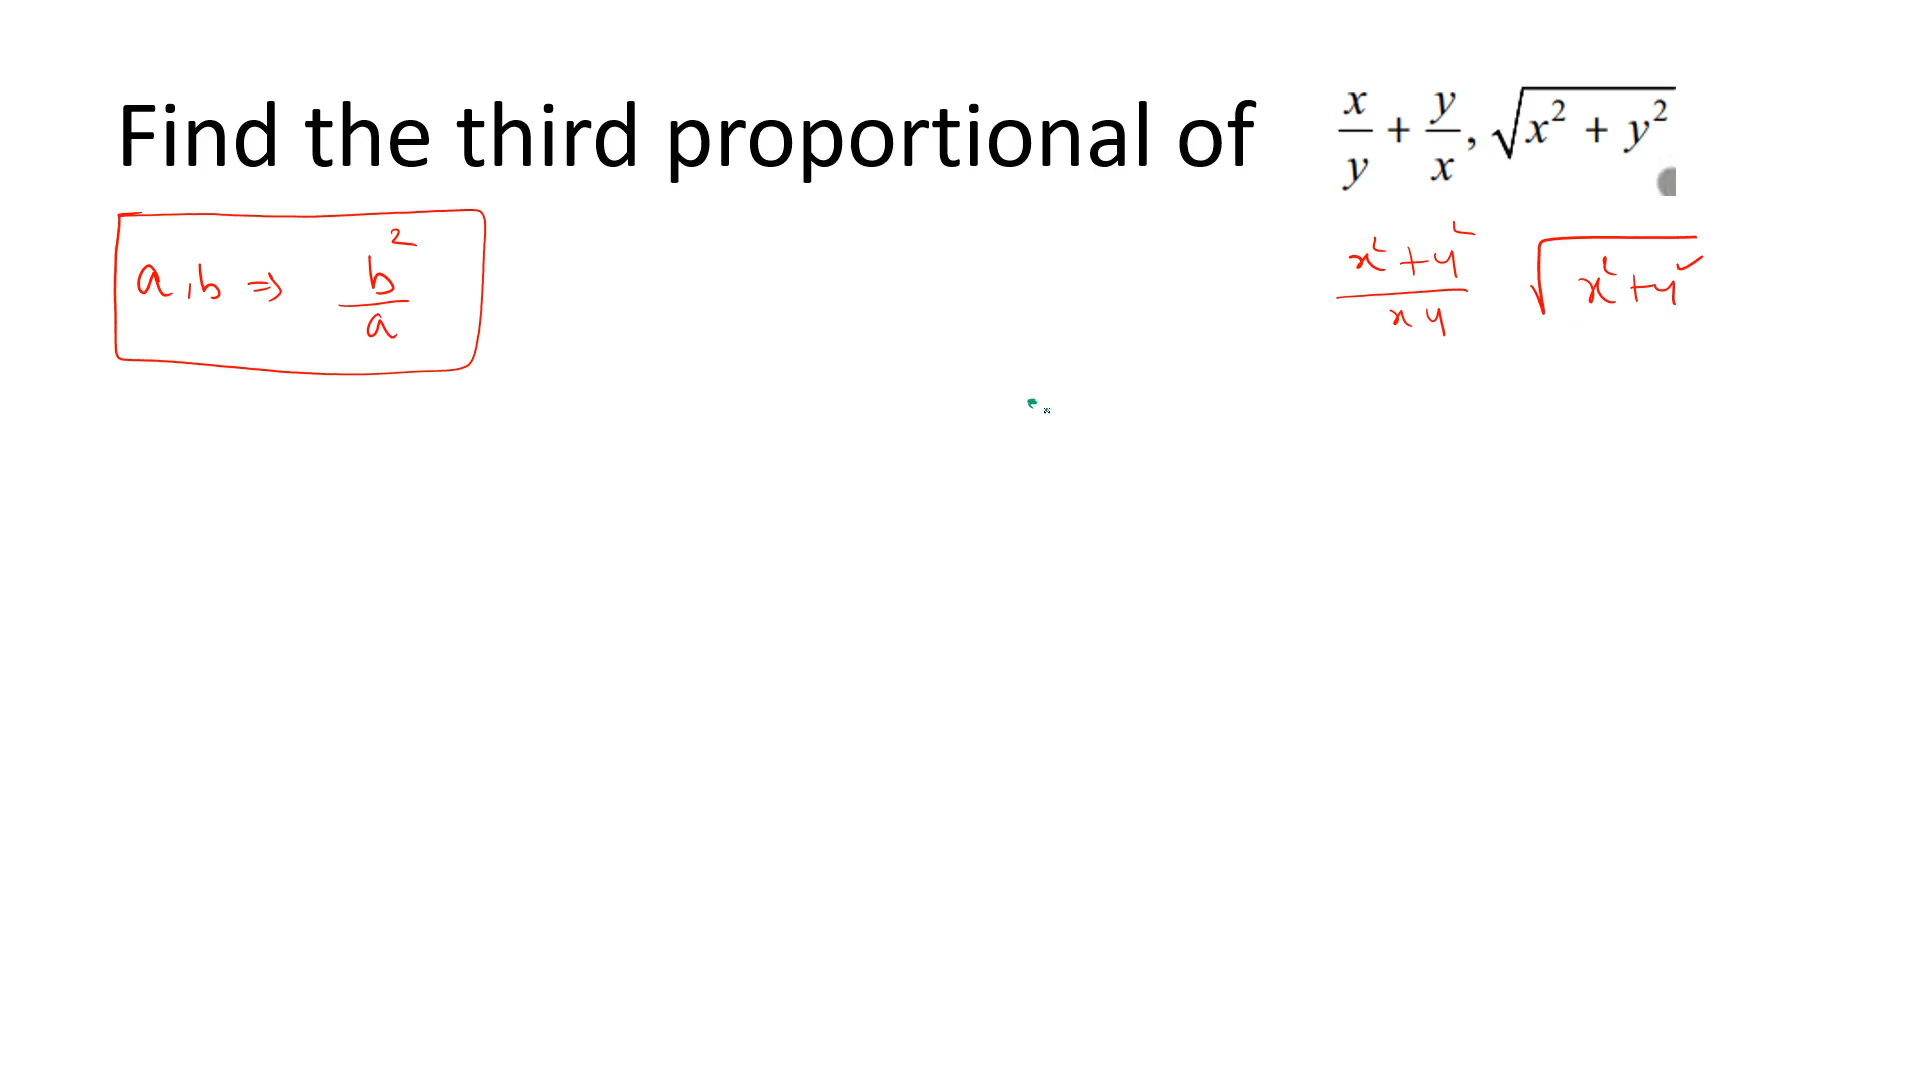 Find the third proportional of x/y + y/x, √(x² + y²)
a, b ⇒ b²/a
(x² + y²)/(xy) √(x² + y²)